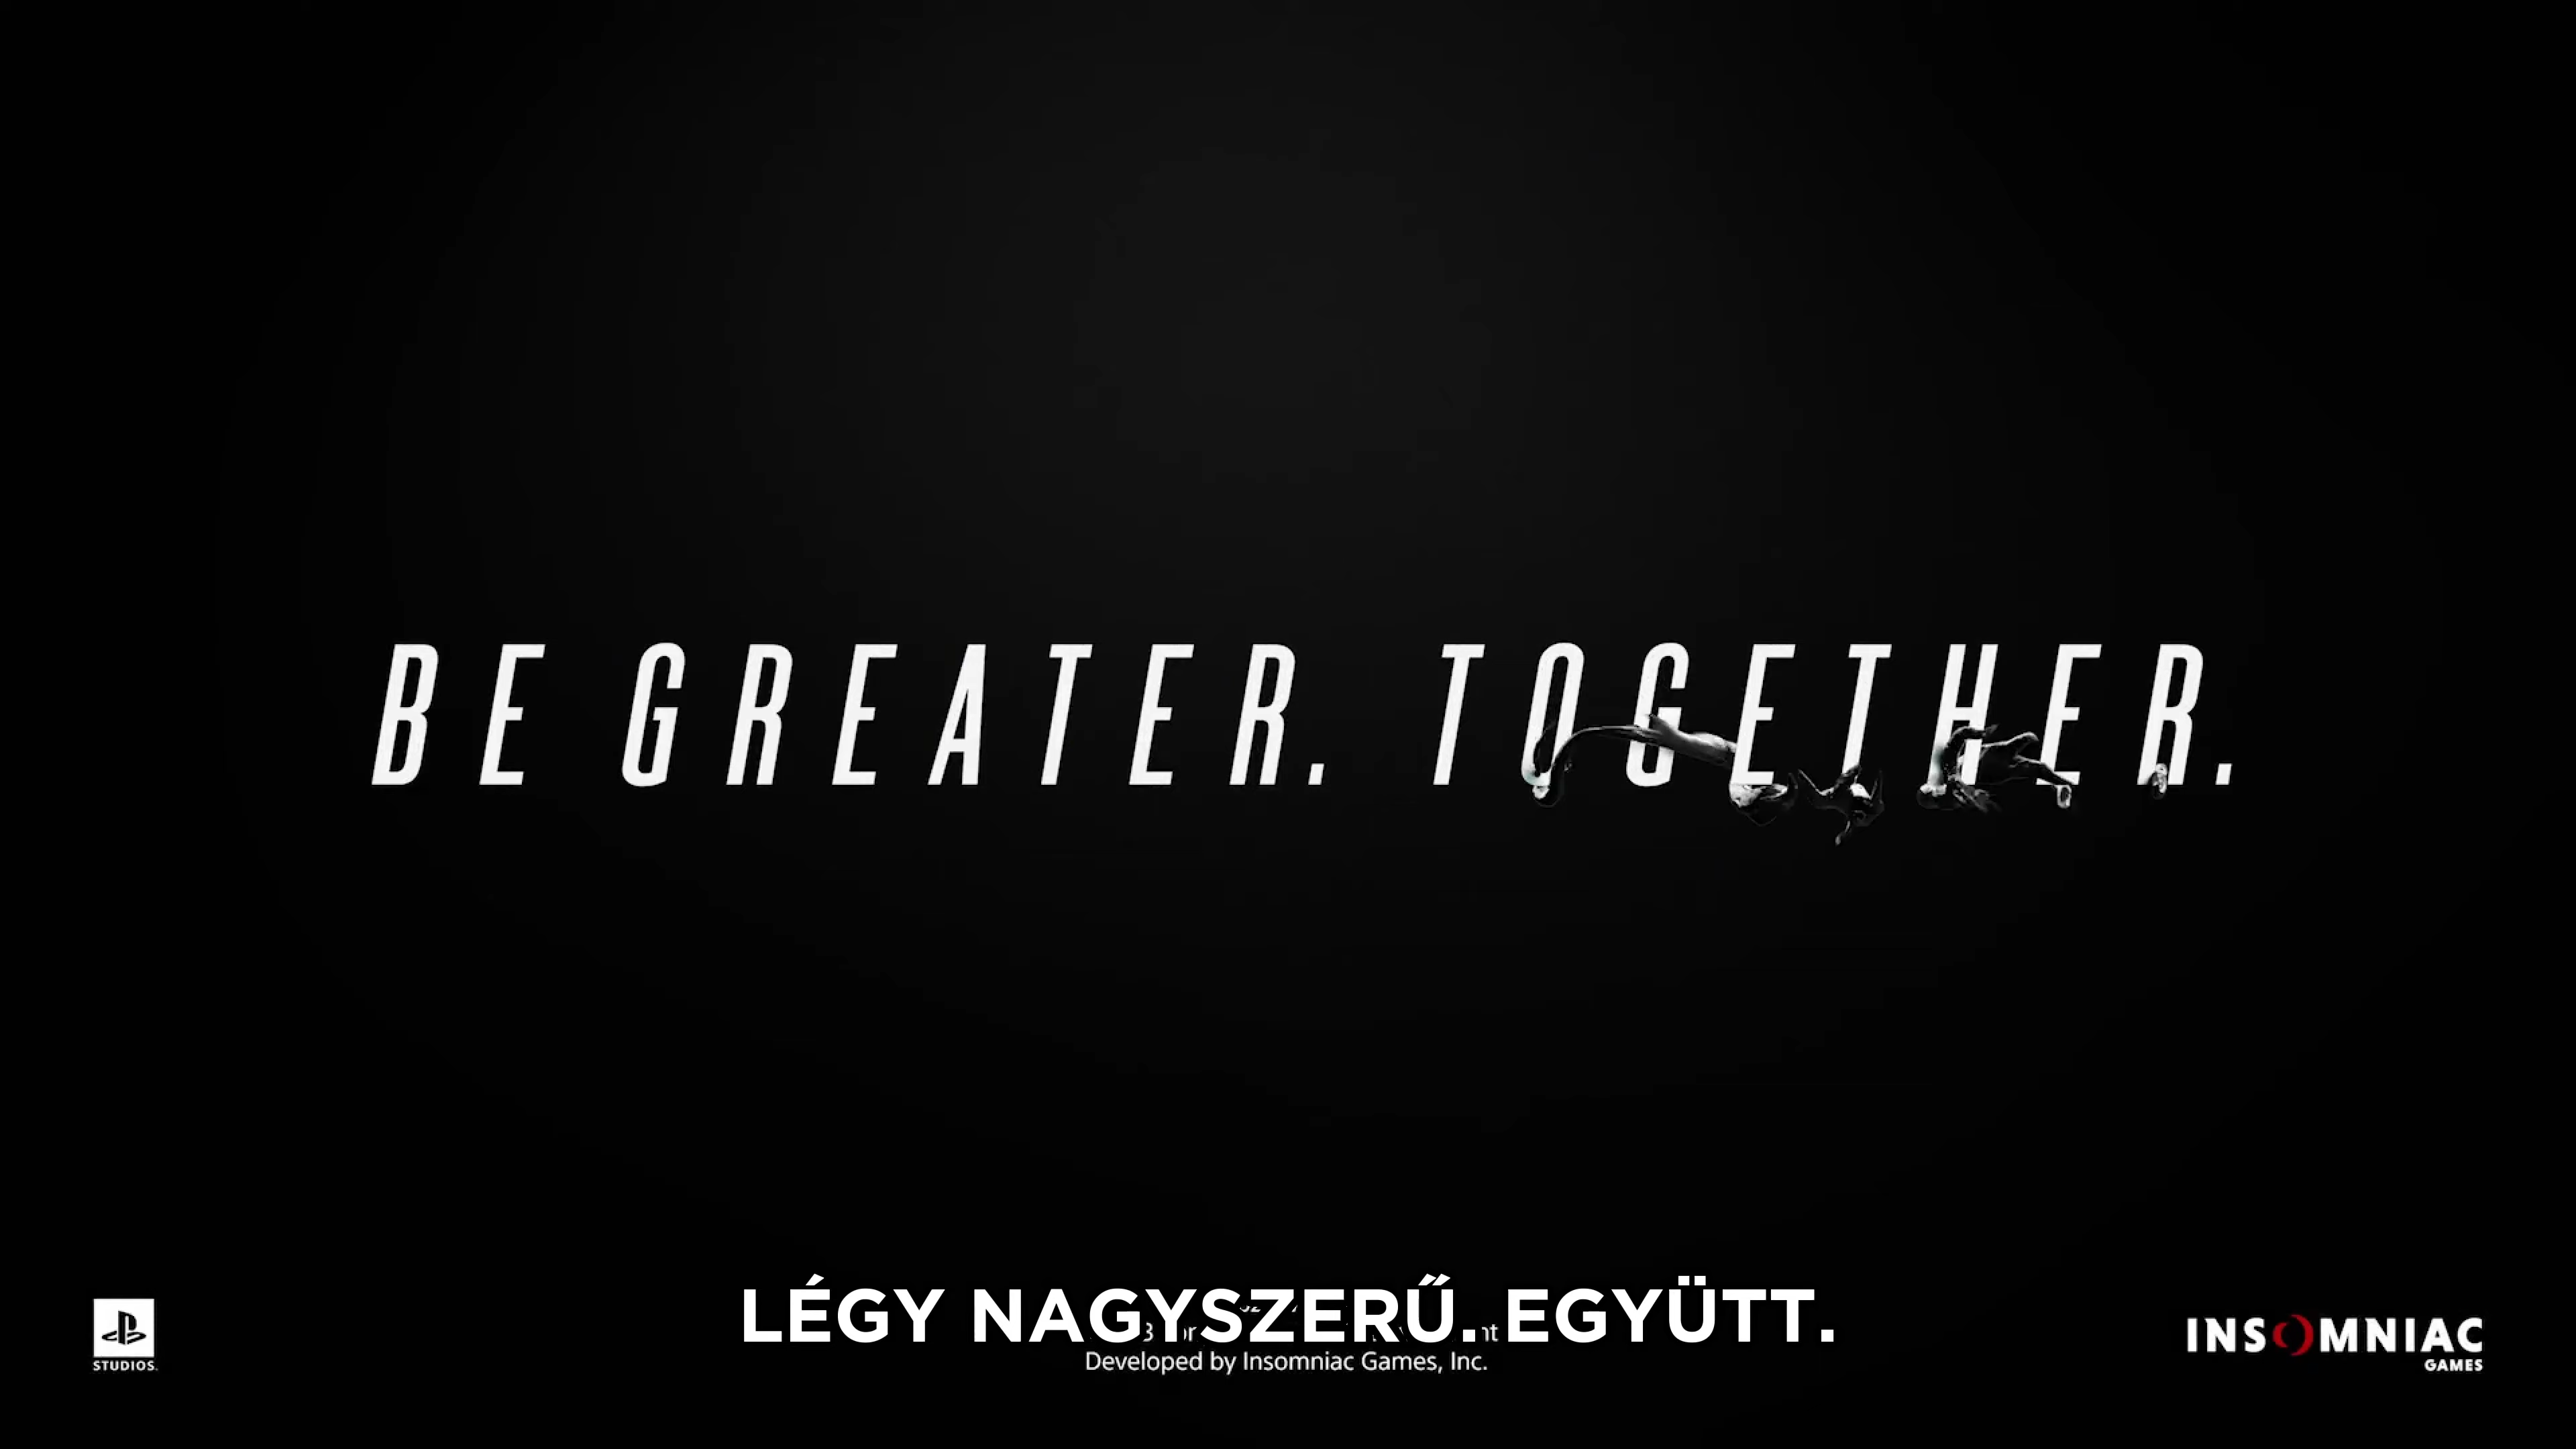 BE GREATER. TOGETHER.
LÉGY NAGYSZERŰ. EGYÜTT.
Developed by Insomniac Games, Inc.
STUDIOS
INSOMNIAC
GAMES